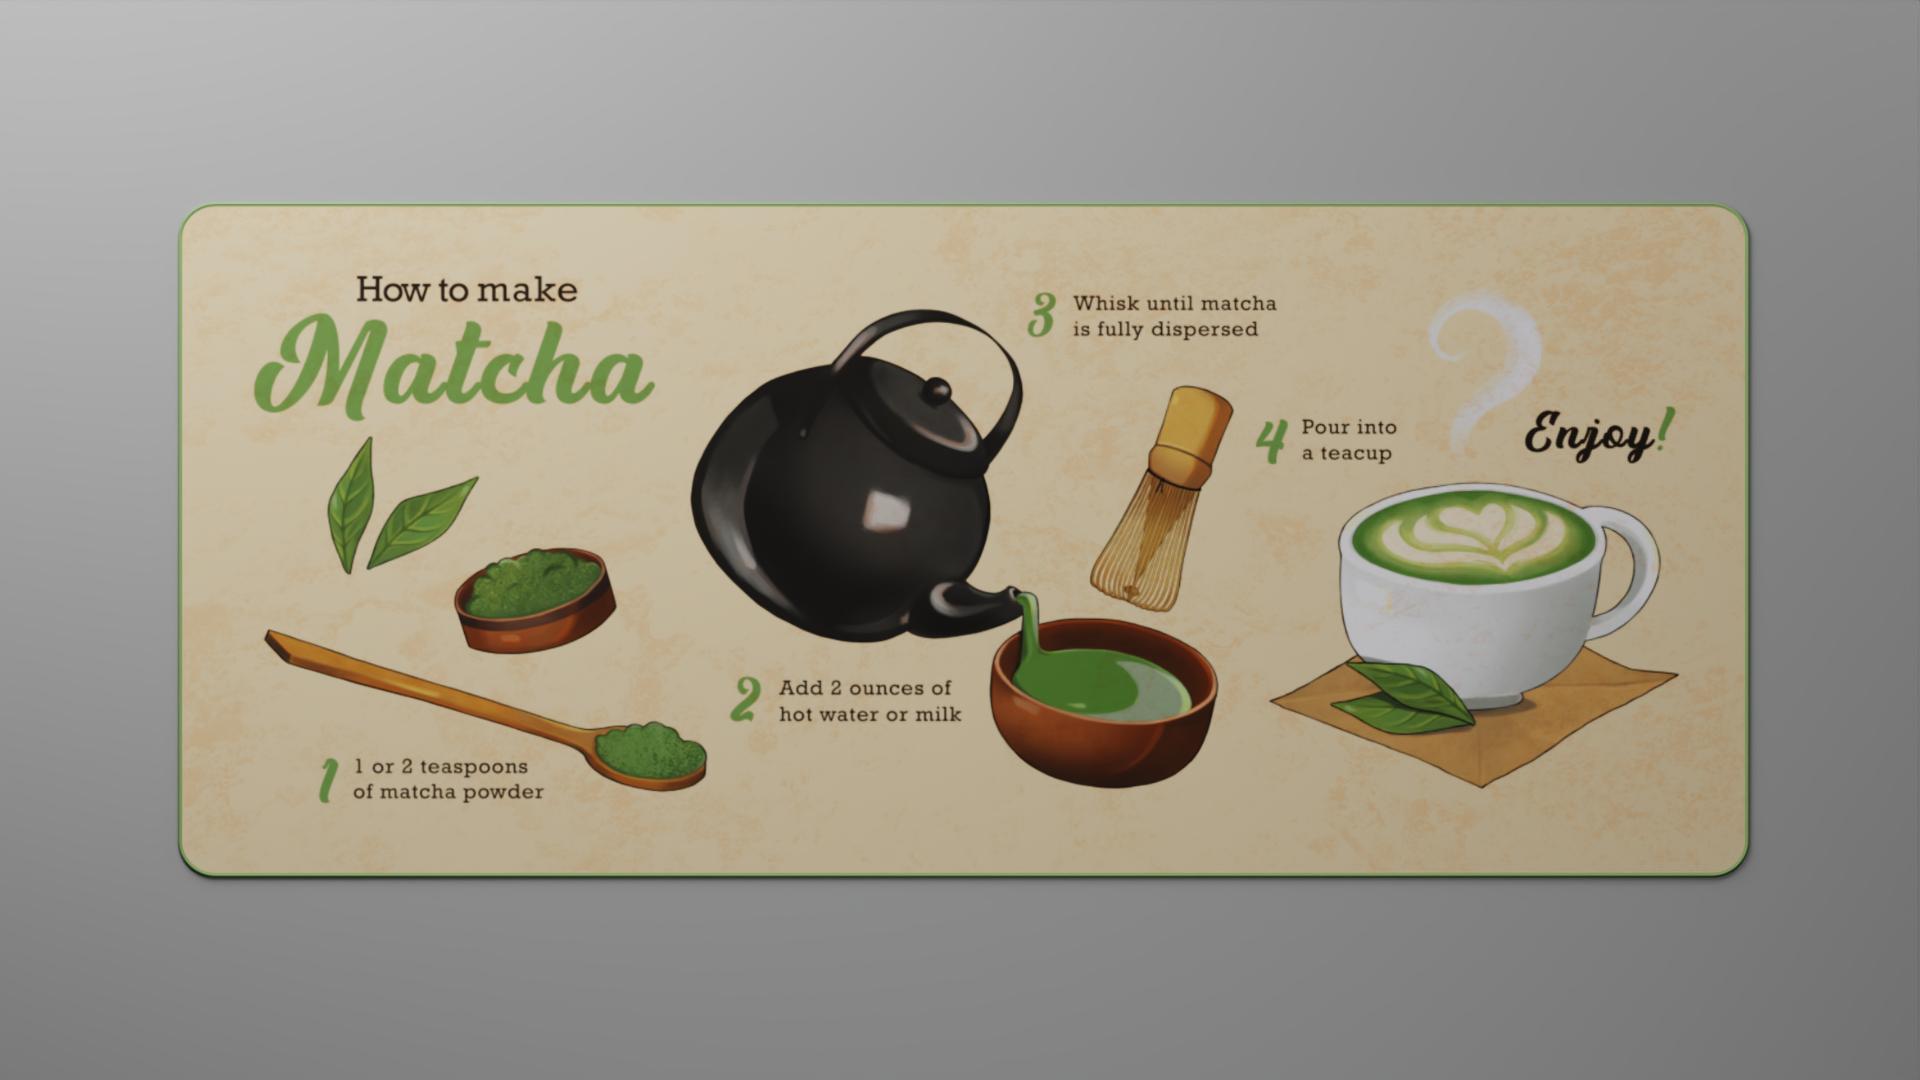 How to make
Matcha
1 1 or 2 teaspoons
of matcha powder
2 Add 2 ounces of
hot water or milk
3 Whisk until matcha
is fully dispersed
4 Pour into
a teacup
Enjoy!